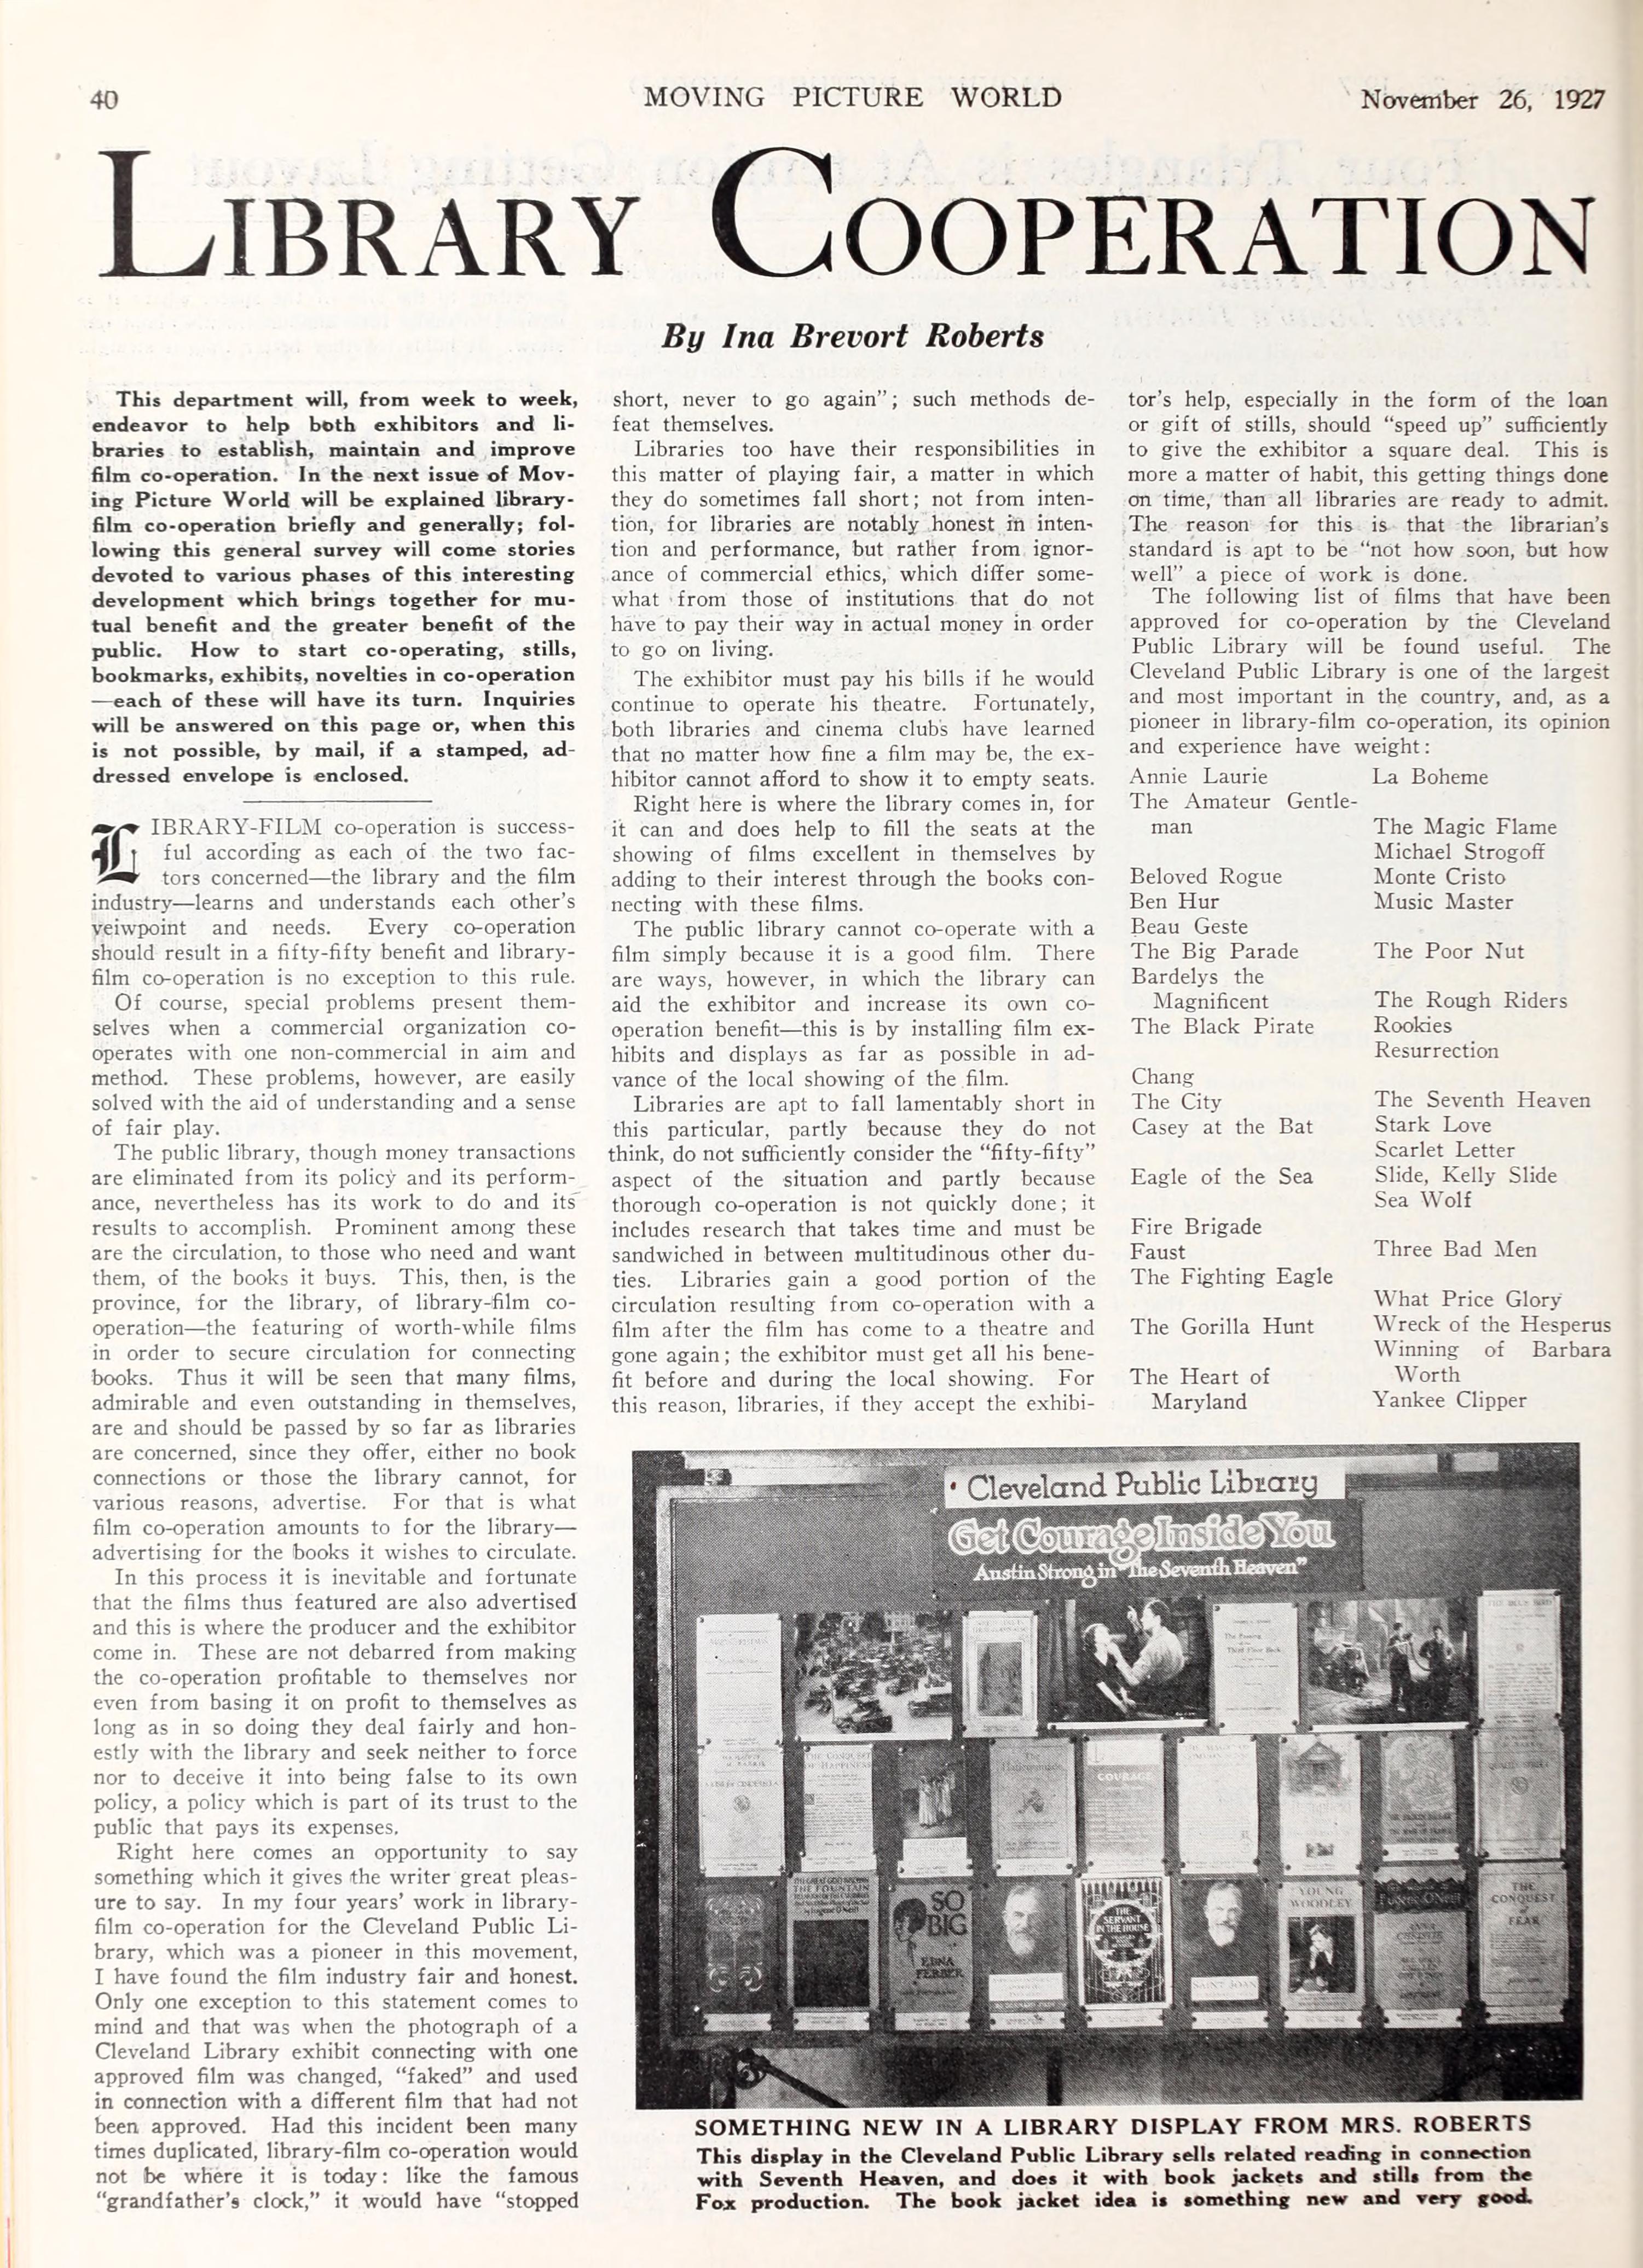 40
MOVING PICTURE WORLD
November 26, 1927
LIBRARY COOPERATION
By Ina Brevort Roberts
This department will, from week to week,
endeavor to help both exhibitors and li-
braries to establish, maintain and improve
film co-operation. In the next issue of Mov-
ing Picture World will be explained library-
film co-operation briefly and generally; fol-
lowing this general survey will come stories
devoted to various phases of this interesting
development which brings together for mu-
tual benefit and the greater benefit of the
public. How to start co-operating, stills,
bookmarks, exhibits, novelties in co-operation
—each of these will have its turn. Inquiries
will be answered on this page or, when this
is not possible, by mail, if a stamped, ad-
dressed envelope is enclosed.
LIBRARY-FILM co-operation is success-
ful according as each of the two fac-
tors concerned—the library and the film
industry—learns and understands each other's
veiwpoint and needs. Every co-operation
should result in a fifty-fifty benefit and library-
film co-operation is no exception to this rule.
Of course, special problems present them-
selves when a commercial organization co-
operates with one non-commercial in aim and
method. These problems, however, are easily
solved with the aid of understanding and a sense
of fair play.
The public library, though money transactions
are eliminated from its policy and its perform-
ance, nevertheless has its work to do and its
results to accomplish. Prominent among these
are the circulation, to those who need and want
them, of the books it buys. This, then, is the
province, for the library, of library-film co-
operation—the featuring of worth-while films
in order to secure circulation for connecting
books. Thus it will be seen that many films,
admirable and even outstanding in themselves,
are and should be passed by so far as libraries
are concerned, since they offer, either no book
connections or those the library cannot, for
various reasons, advertise. For that is what
film co-operation amounts to for the library—
advertising for the books it wishes to circulate.
In this process it is inevitable and fortunate
that the films thus featured are also advertised
and this is where the producer and the exhibitor
come in. These are not debarred from making
the co-operation profitable to themselves nor
even from basing it on profit to themselves as
long as in so doing they deal fairly and hon-
estly with the library and seek neither to force
nor to deceive it into being false to its own
policy, a policy which is part of its trust to the
public that pays its expenses.
Right here comes an opportunity to say
something which it gives the writer great pleas-
ure to say. In my four years' work in library-
film co-operation for the Cleveland Public Li-
brary, which was a pioneer in this movement,
I have found the film industry fair and honest.
Only one exception to this statement comes to
mind and that was when the photograph of a
Cleveland Library exhibit connecting with one
approved film was changed, "faked" and used
in connection with a different film that had not
been approved. Had this incident been many
times duplicated, library-film co-operation would
not be where it is today: like the famous
"grandfather's clock," it would have "stopped
short, never to go again"; such methods de-
feat themselves.
Libraries too have their responsibilities in
this matter of playing fair, a matter in which
they do sometimes fall short; not from inten-
tion, for libraries are notably honest in inten-
tion and performance, but rather from ignor-
ance of commercial ethics, which differ some-
what from those of institutions that do not
have to pay their way in actual money in order
to go on living.
The exhibitor must pay his bills if he would
continue to operate his theatre. Fortunately,
both libraries and cinema clubs have learned
that no matter how fine a film may be, the ex-
hibitor cannot afford to show it to empty seats.
Right here is where the library comes in, for
it can and does help to fill the seats at the
showing of films excellent in themselves by
adding to their interest through the books con-
necting with these films.
The public library cannot co-operate with a
film simply because it is a good film. There
are ways, however, in which the library can
aid the exhibitor and increase its own co-
operation benefit—this is by installing film ex-
hibits and displays as far as possible in ad-
vance of the local showing of the film.
Libraries are apt to fall lamentably short in
this particular, partly because they do not
think, do not sufficiently consider the "fifty-fifty"
aspect of the situation and partly because
thorough co-operation is not quickly done; it
includes research that takes time and must be
sandwiched in between multitudinous other du-
ties. Libraries gain a good portion of the
circulation resulting from co-operation with a
film after the film has come to a theatre and
gone again; the exhibitor must get all his bene-
fit before and during the local showing. For
this reason, libraries, if they accept the exhibi-
tor's help, especially in the form of the loan
or gift of stills, should "speed up" sufficiently
to give the exhibitor a square deal. This is
more a matter of habit, this getting things done
on time, than all libraries are ready to admit.
The reason for this is that the librarian's
standard is apt to be "not how soon, but how
well" a piece of work is done.
The following list of films that have been
approved for co-operation by the Cleveland
Public Library will be found useful. The
Cleveland Public Library is one of the largest
and most important in the country, and, as a
pioneer in library-film co-operation, its opinion
and experience have weight:
Annie Laurie
The Amateur Gentle-
man
Beloved Rogue
Ben Hur
Beau Geste
The Big Parade
Bardelys the
Magnificent
The Black Pirate
Chang
The City
Casey at the Bat
Eagle of the Sea
Fire Brigade
Faust
The Fighting Eagle
The Gorilla Hunt
The Heart of
Maryland
La Boheme
The Magic Flame
Michael Strogoff
Monte Cristo
Music Master
The Poor Nut
The Rough Riders
Rookies
Resurrection
The Seventh Heaven
Stark Love
Scarlet Letter
Slide, Kelly Slide
Sea Wolf
Three Bad Men
What Price Glory
Wreck of the Hesperus
Winning of Barbara
Worth
Yankee Clipper
Cleveland Public Library
Get Courage Inside You
Austin Strong in "The Seventh Heaven"
COURAGE
THE FOUNTAIN
SO
BIG
EDNA
FERBER
THE
SERVANT
IN THE HOUSE
SAINT JOAN
YOUNG
WOODLEY
THE
CONQUEST
of
FEAR
SOMETHING NEW IN A LIBRARY DISPLAY FROM MRS. ROBERTS
This display in the Cleveland Public Library sells related reading in connection
with Seventh Heaven, and does it with book jackets and stills from the
Fox production. The book jacket idea is something new and very good.